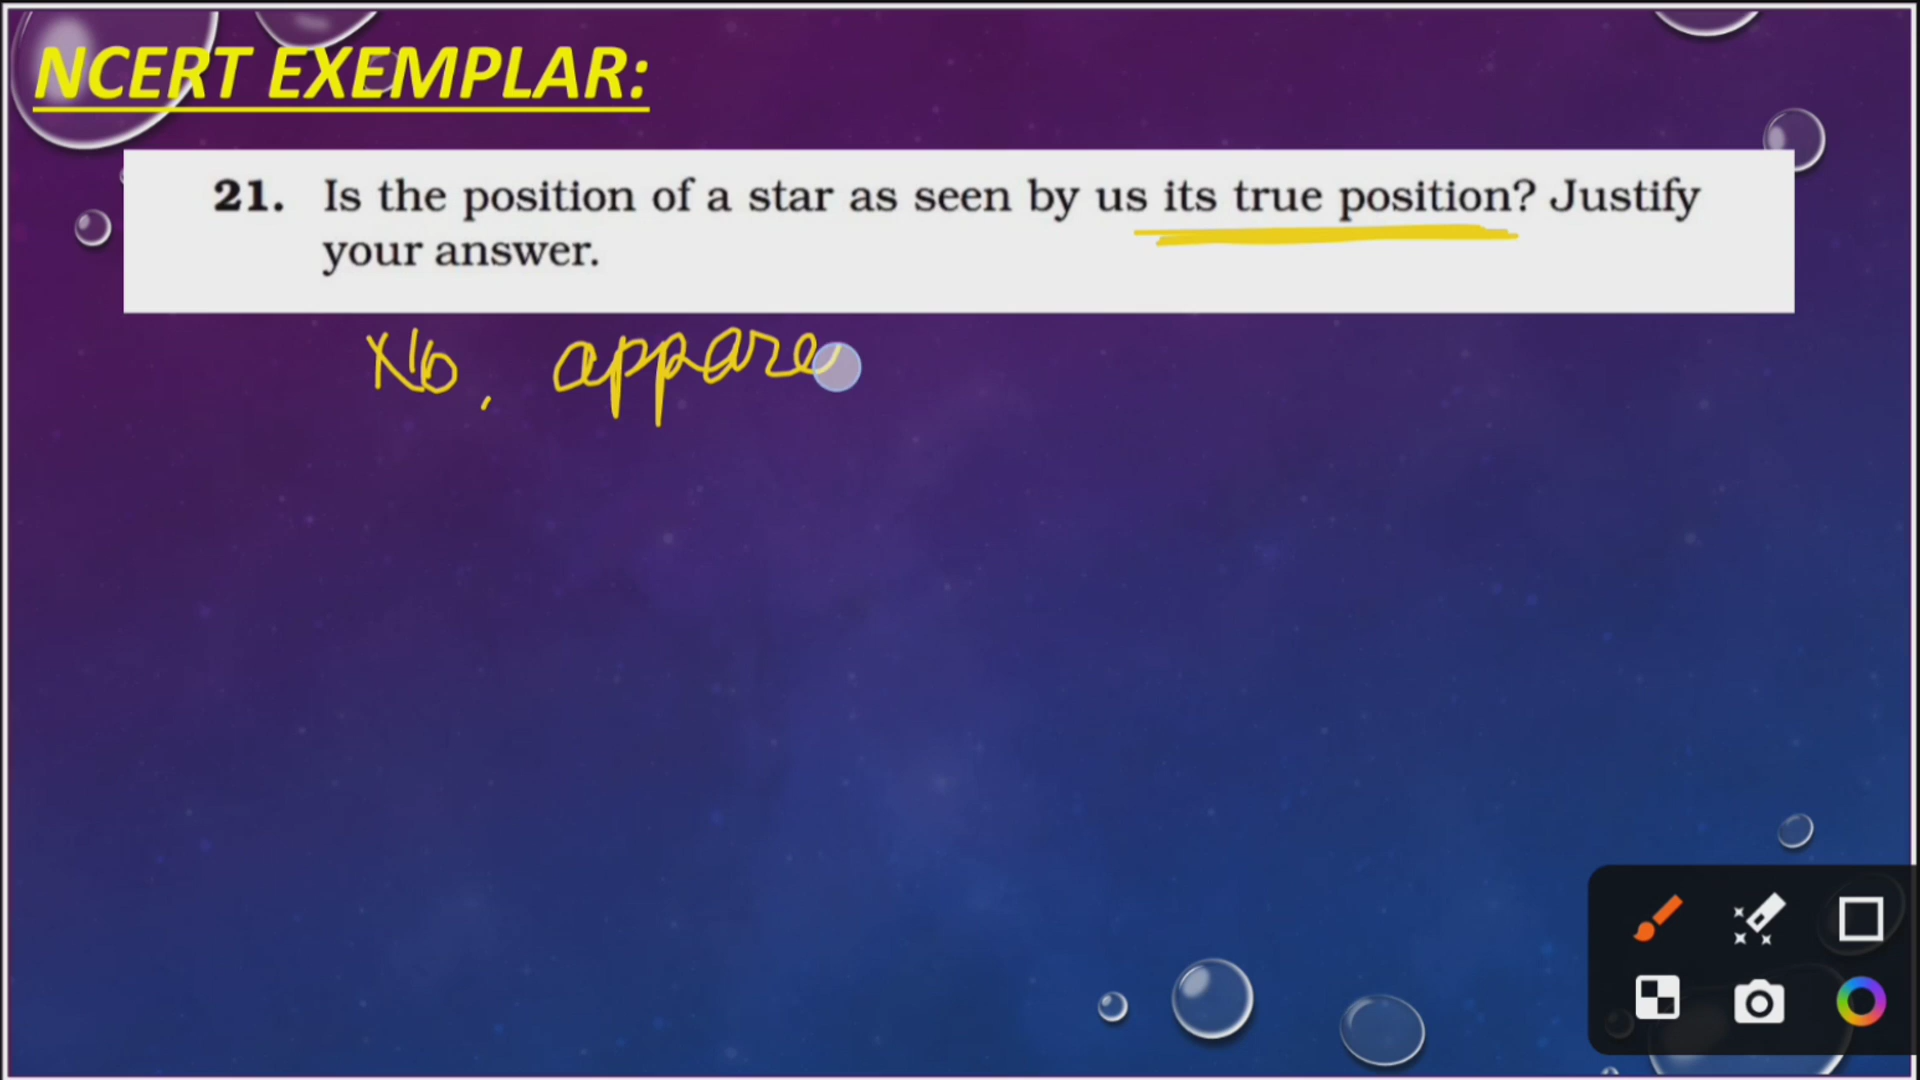 NCERT EXEMPLAR:
21. Is the position of a star as seen by us its true position? Justify
your answer.
No, appare